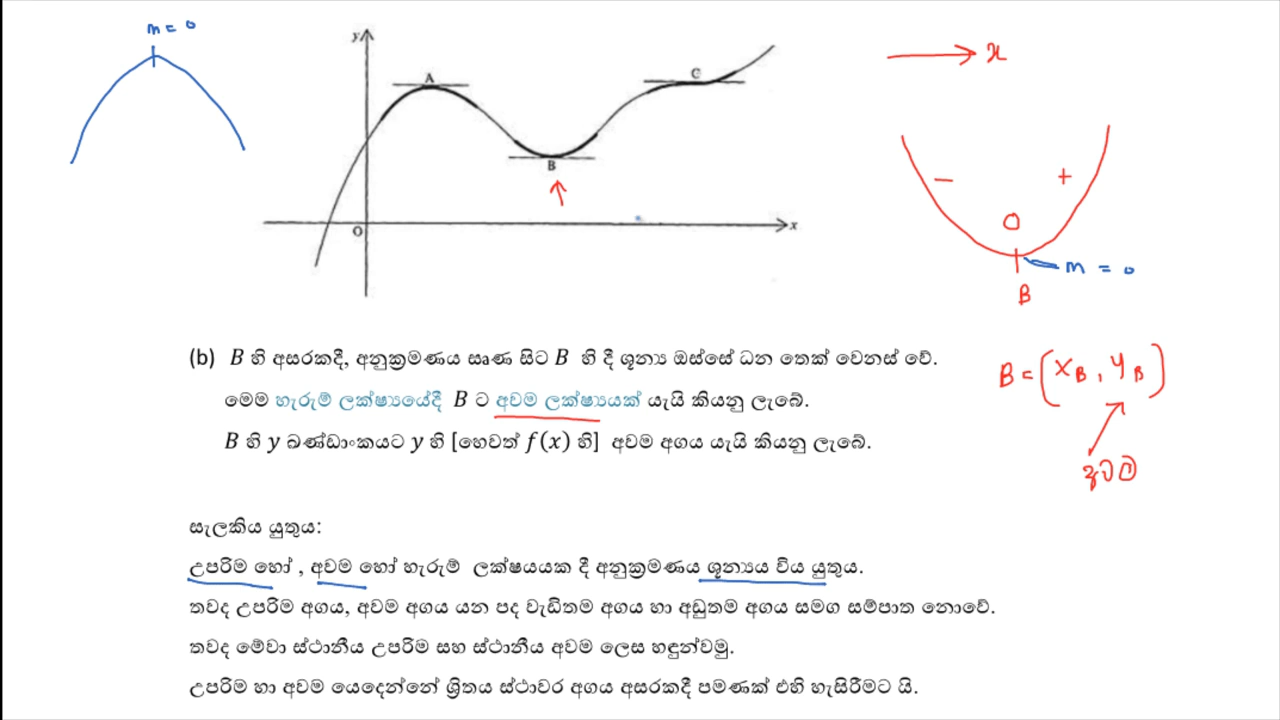 m = 0
y
A
B
C
O
x
x
−
+
O
m = 0
B
(b) B හි අසරකදී, අනුක්‍රමණය සෘණ සිට B හි දී ශූන්‍ය ඔස්සේ ධන තෙක් වෙනස් වේ.
මෙම හැරුම් ලක්ෂ්‍යයේදී B ට අවම ලක්ෂ්‍යයක් යැයි කියනු ලැබේ.
B හි y ඛණ්ඩාංකයට y හි [හෙවත් f(x) හි] අවම අගය යැයි කියනු ලැබේ.
B = (x_B, y_B)
අවම
සැලකිය යුතුය:
උපරිම හෝ , අවම හෝ හැරුම් ලක්ෂයයක දී අනුක්‍රමණය ශූන්‍යය විය යුතුය.
තවද උපරිම අගය, අවම අගය යන පද වැඩිතම අගය හා අඩුතම අගය සමග සම්පාත නොවේ.
තවද මේවා ස්ථානීය උපරිම සහ ස්ථානීය අවම ලෙස හඳුන්වමු.
උපරිම හා අවම යෙදෙන්නේ ශ්‍රිතය ස්ථාවර අගය අසරකදී පමණක් එහි හැසිරීමට යි.